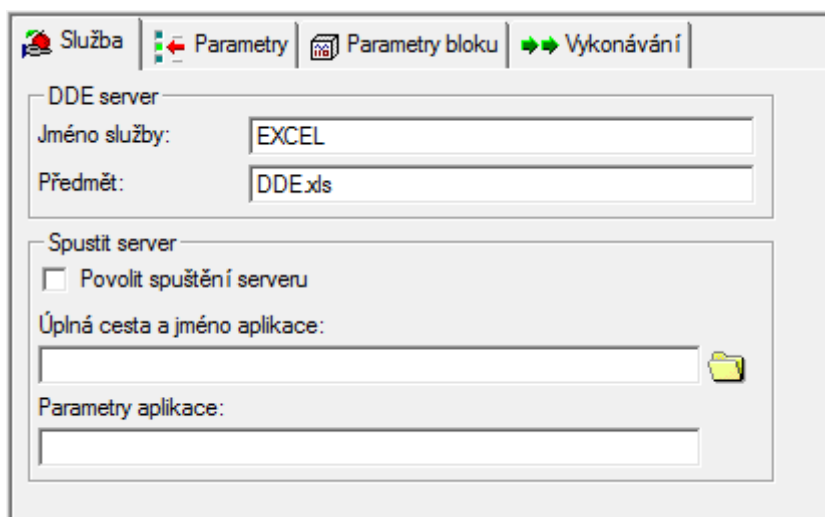 Služba Parametry Parametry bloku Vykonávání
DDE server
Jméno služby: EXCEL
Předmět: DDE.xls
Spustit server
Povolit spuštění serveru
Úplná cesta a jméno aplikace:
Parametry aplikace: